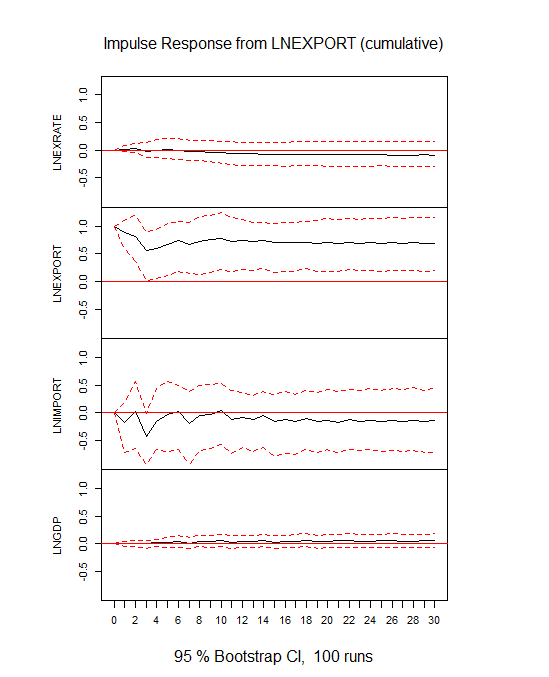 Impulse Response from LNEXPORT (cumulative)
LNEXRATE
1.0
0.5
0.0
-0.5
LNEXPORT
1.0
0.5
0.0
-0.5
LNIMPORT
1.0
0.5
0.0
-0.5
LNGDP
1.0
0.5
0.0
-0.5
0 2 4 6 8 10 12 14 16 18 20 22 24 26 28 30
95 % Bootstrap CI, 100 runs